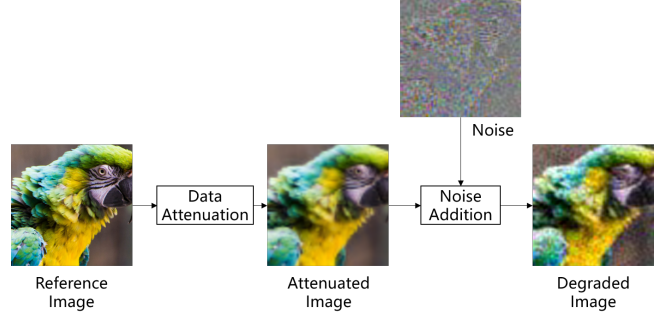 Noise
Data
Attenuation
Noise
Addition
Reference
Image
Attenuated
Image
Degraded
Image